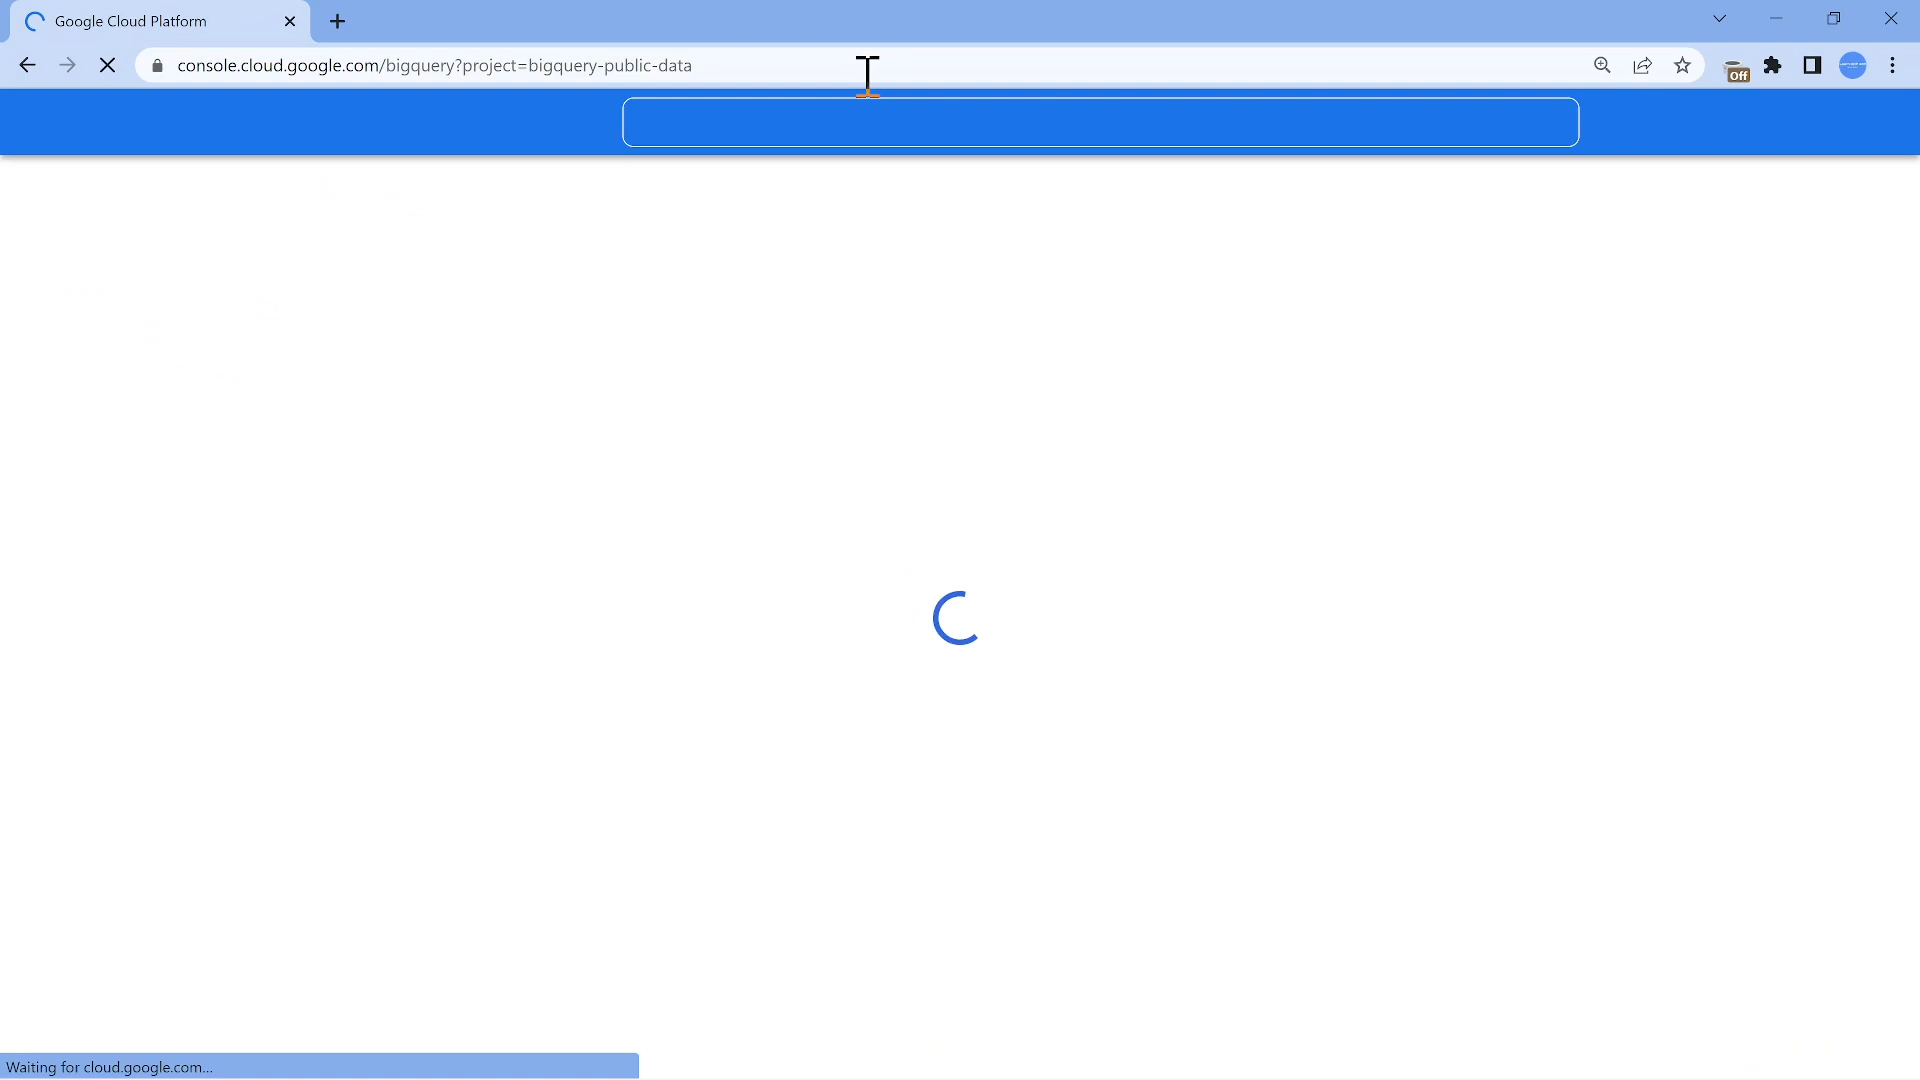 Google Cloud Platform
console.cloud.google.com/bigquery?project=bigquery-public-data
Off
Waiting for cloud.google.com...